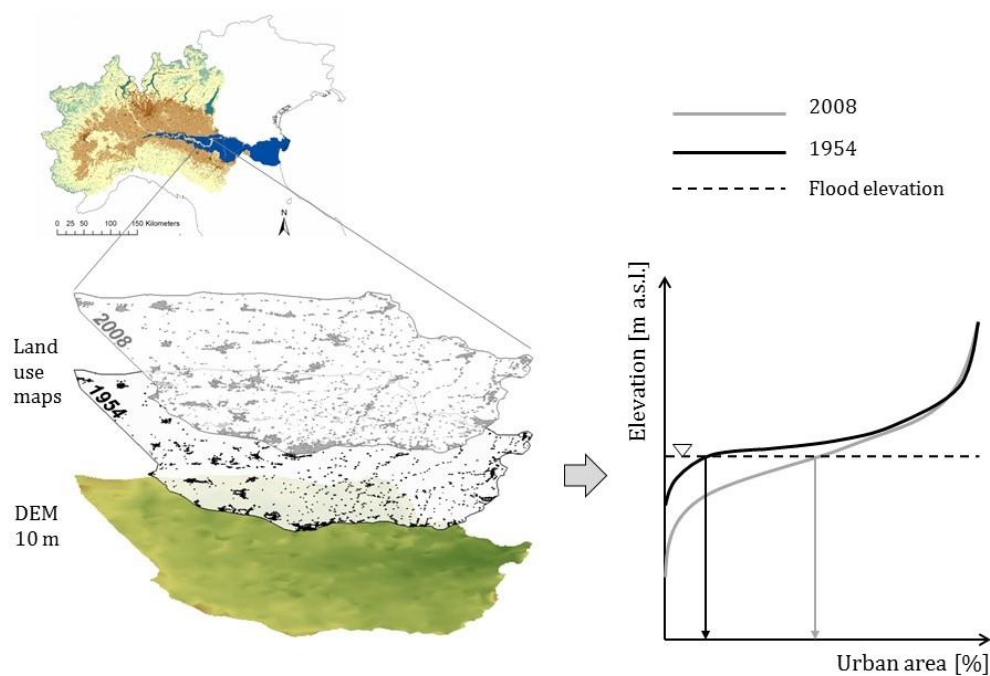 N
0 25 50 100 150 Kilometers
2008
1954
Flood elevation
Land
use
maps
2008
1954
DEM
10 m
Elevation [m a.s.l.]
Urban area [%]